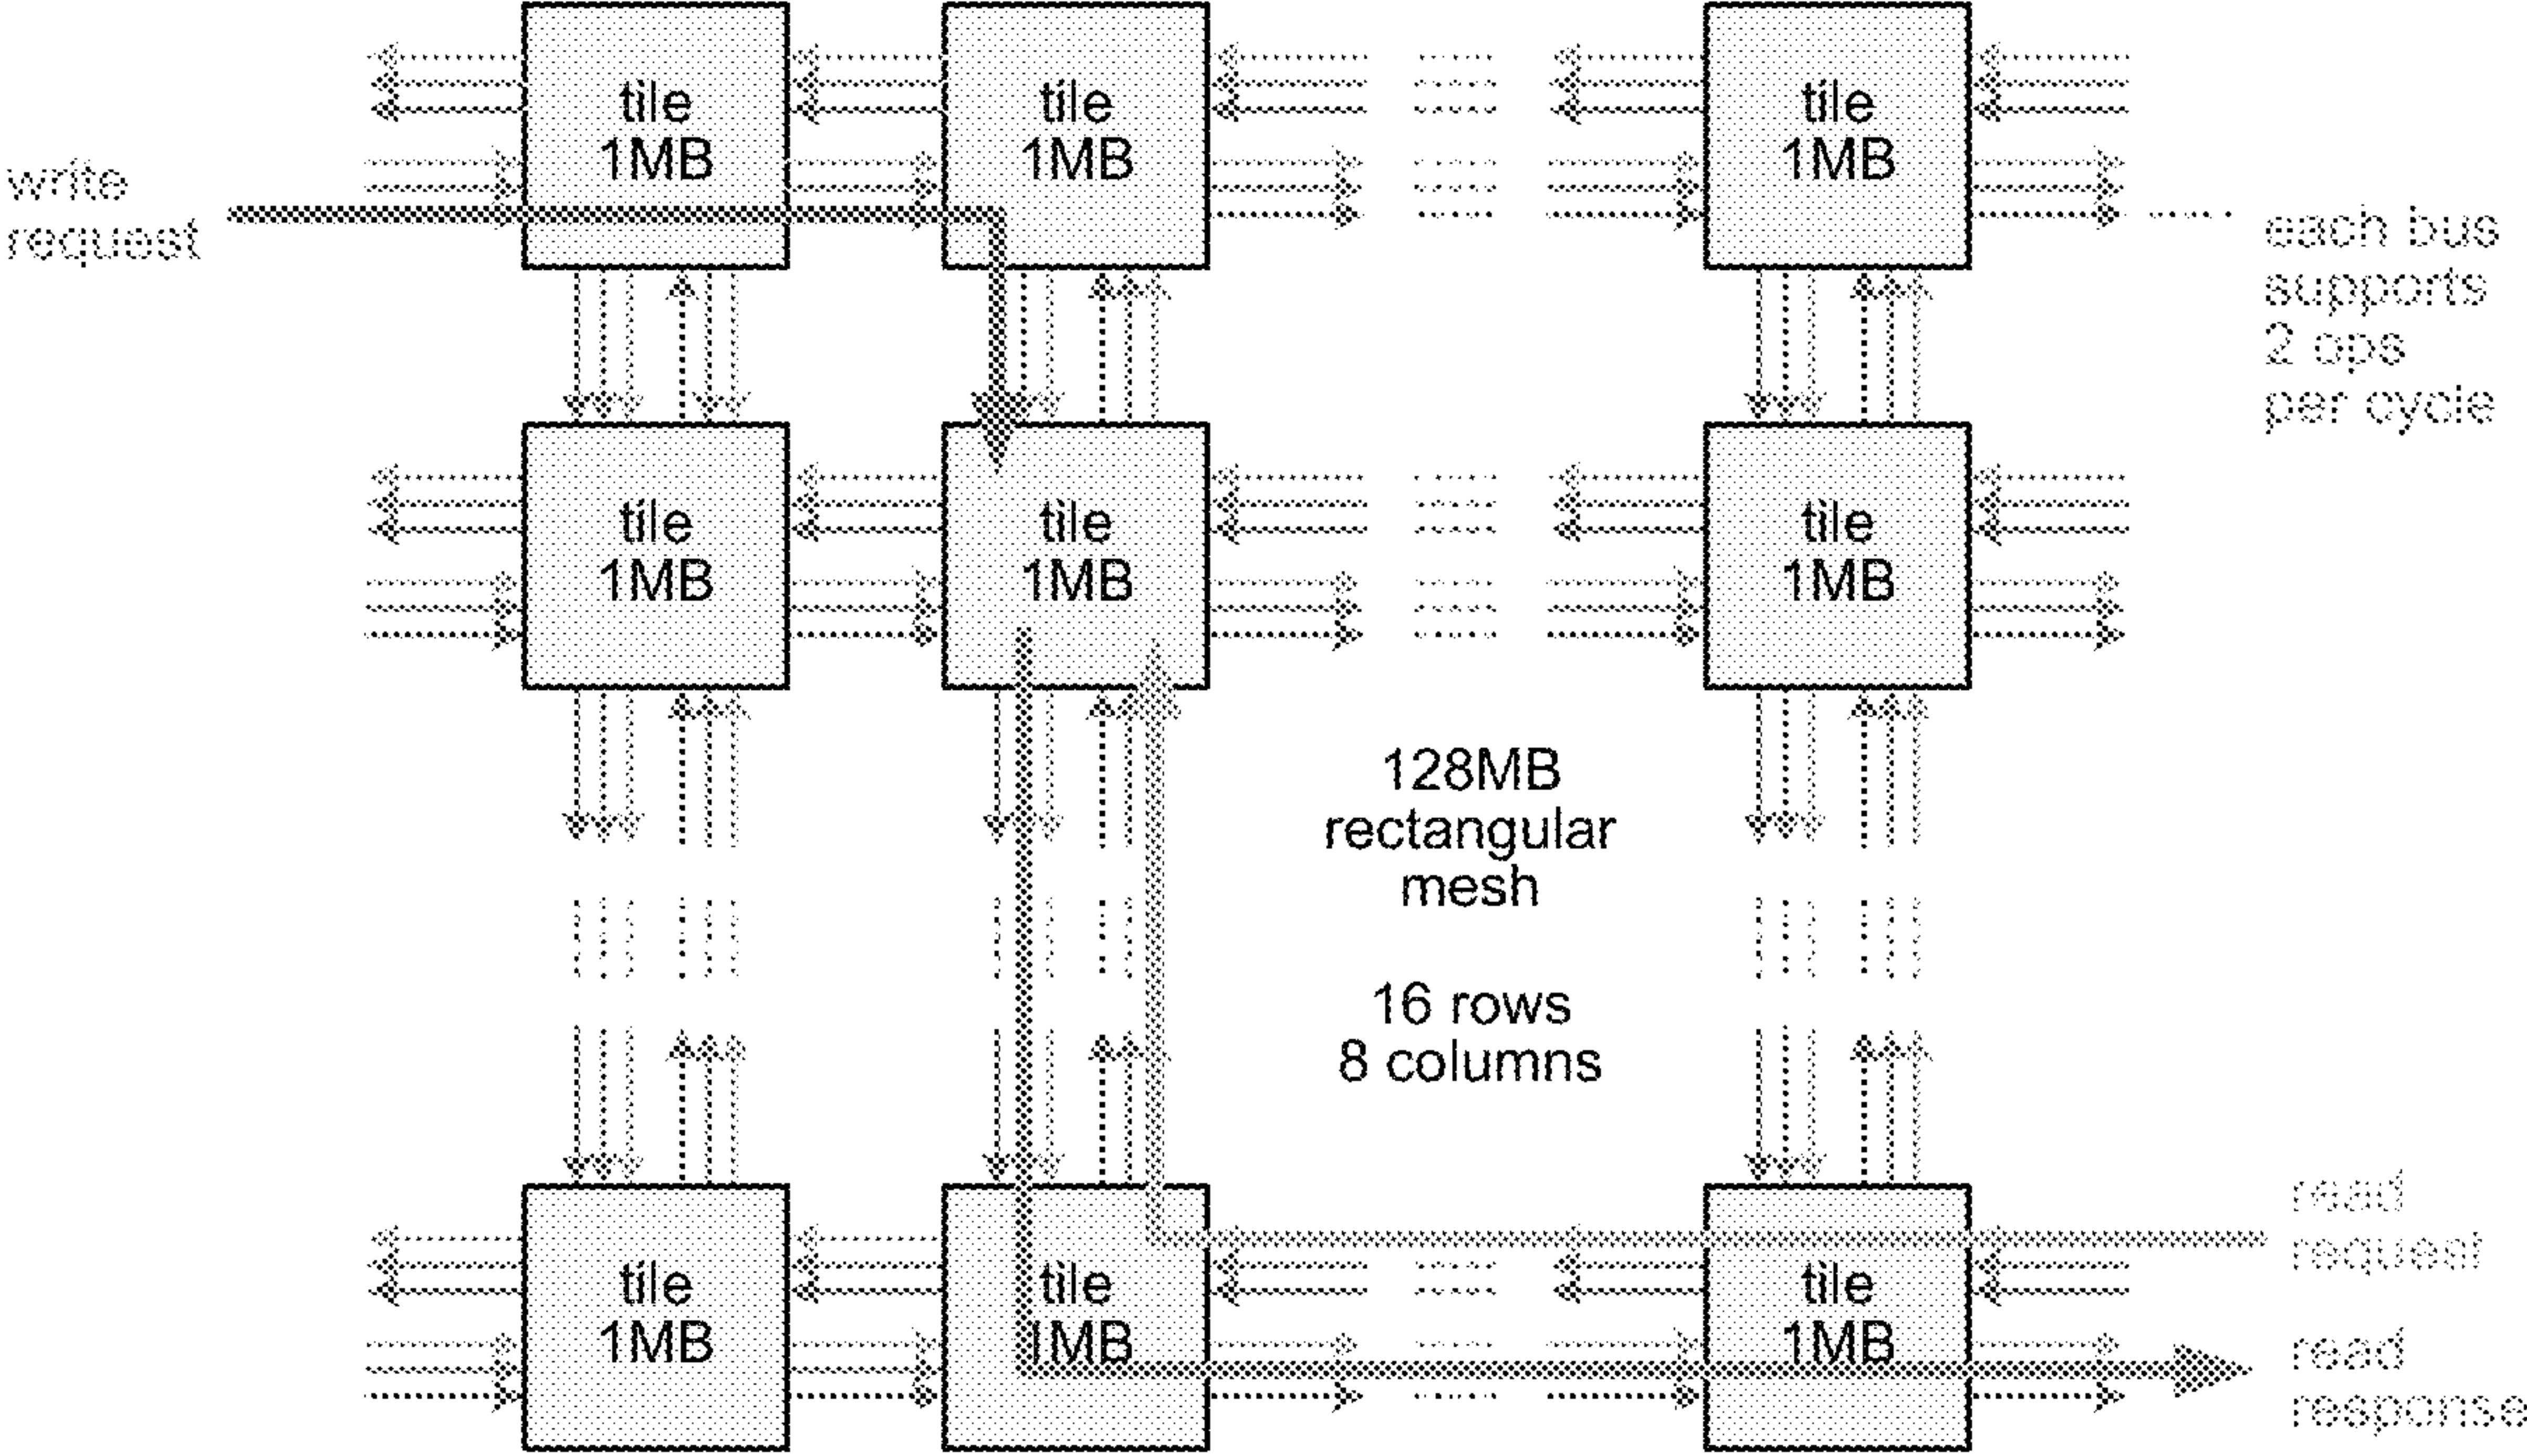 tile
1MB
tile
1MB
tile
1MB
write
request
each bus
supports
2 ops
per cycle
tile
1MB
tile
1MB
tile
1MB
128MB
rectangular
mesh
16 rows
8 columns
tile
1MB
tile
1MB
tile
1MB
read
request
read
response